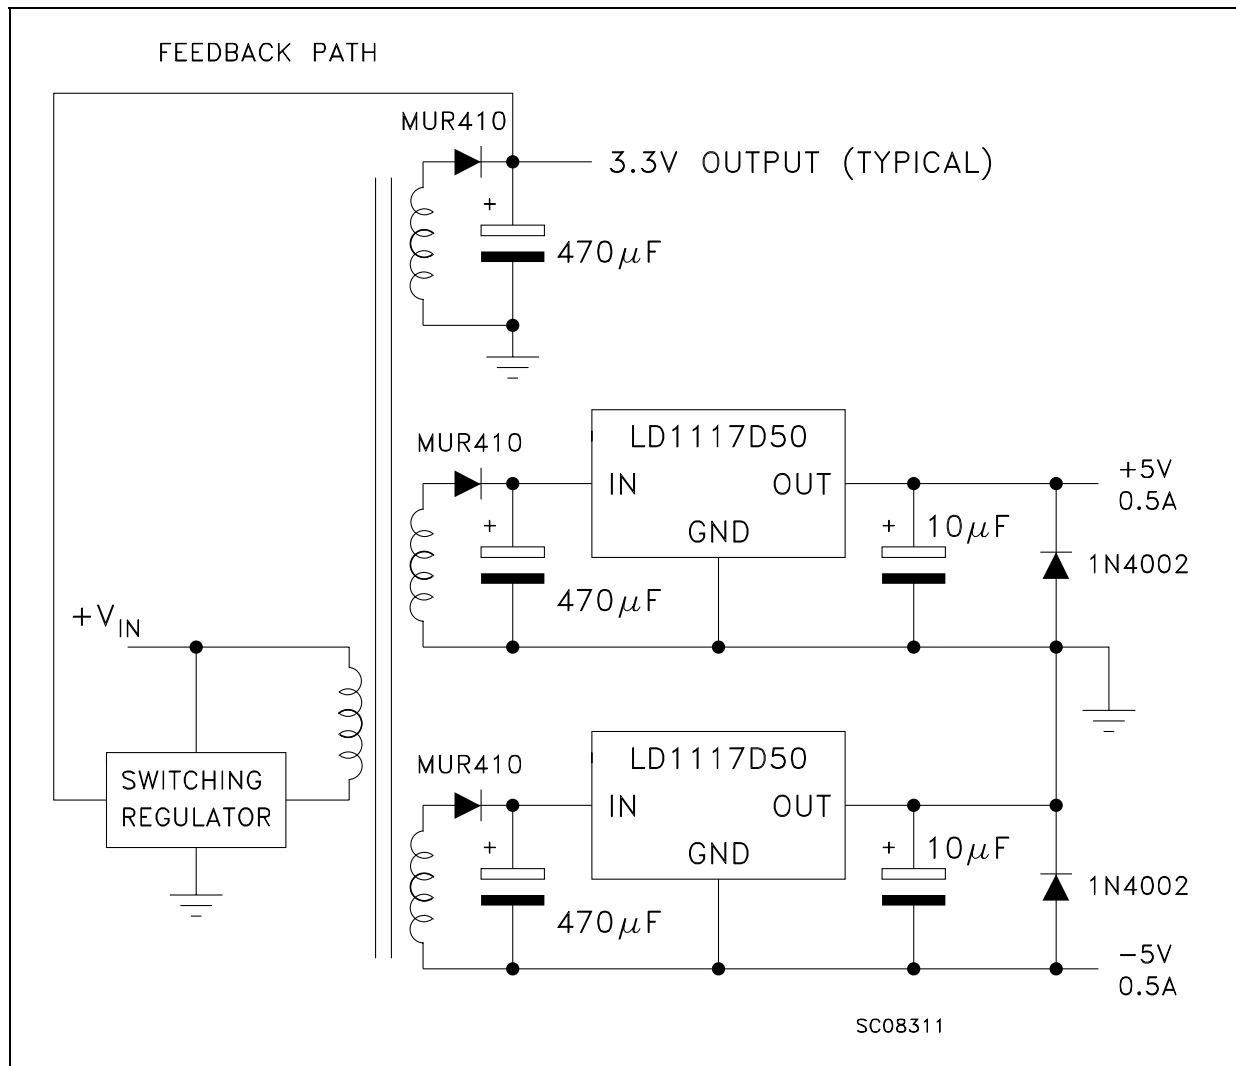 FEEDBACK PATH
MUR410
3.3V OUTPUT (TYPICAL)
+
470μF
MUR410
LD1117D50
IN
OUT
GND
+5V
0.5A
+
470μF
+
10μF
1N4002
+VIN
SWITCHING
REGULATOR
MUR410
LD1117D50
IN
OUT
GND
+
470μF
+
10μF
1N4002
−5V
0.5A
SC08311